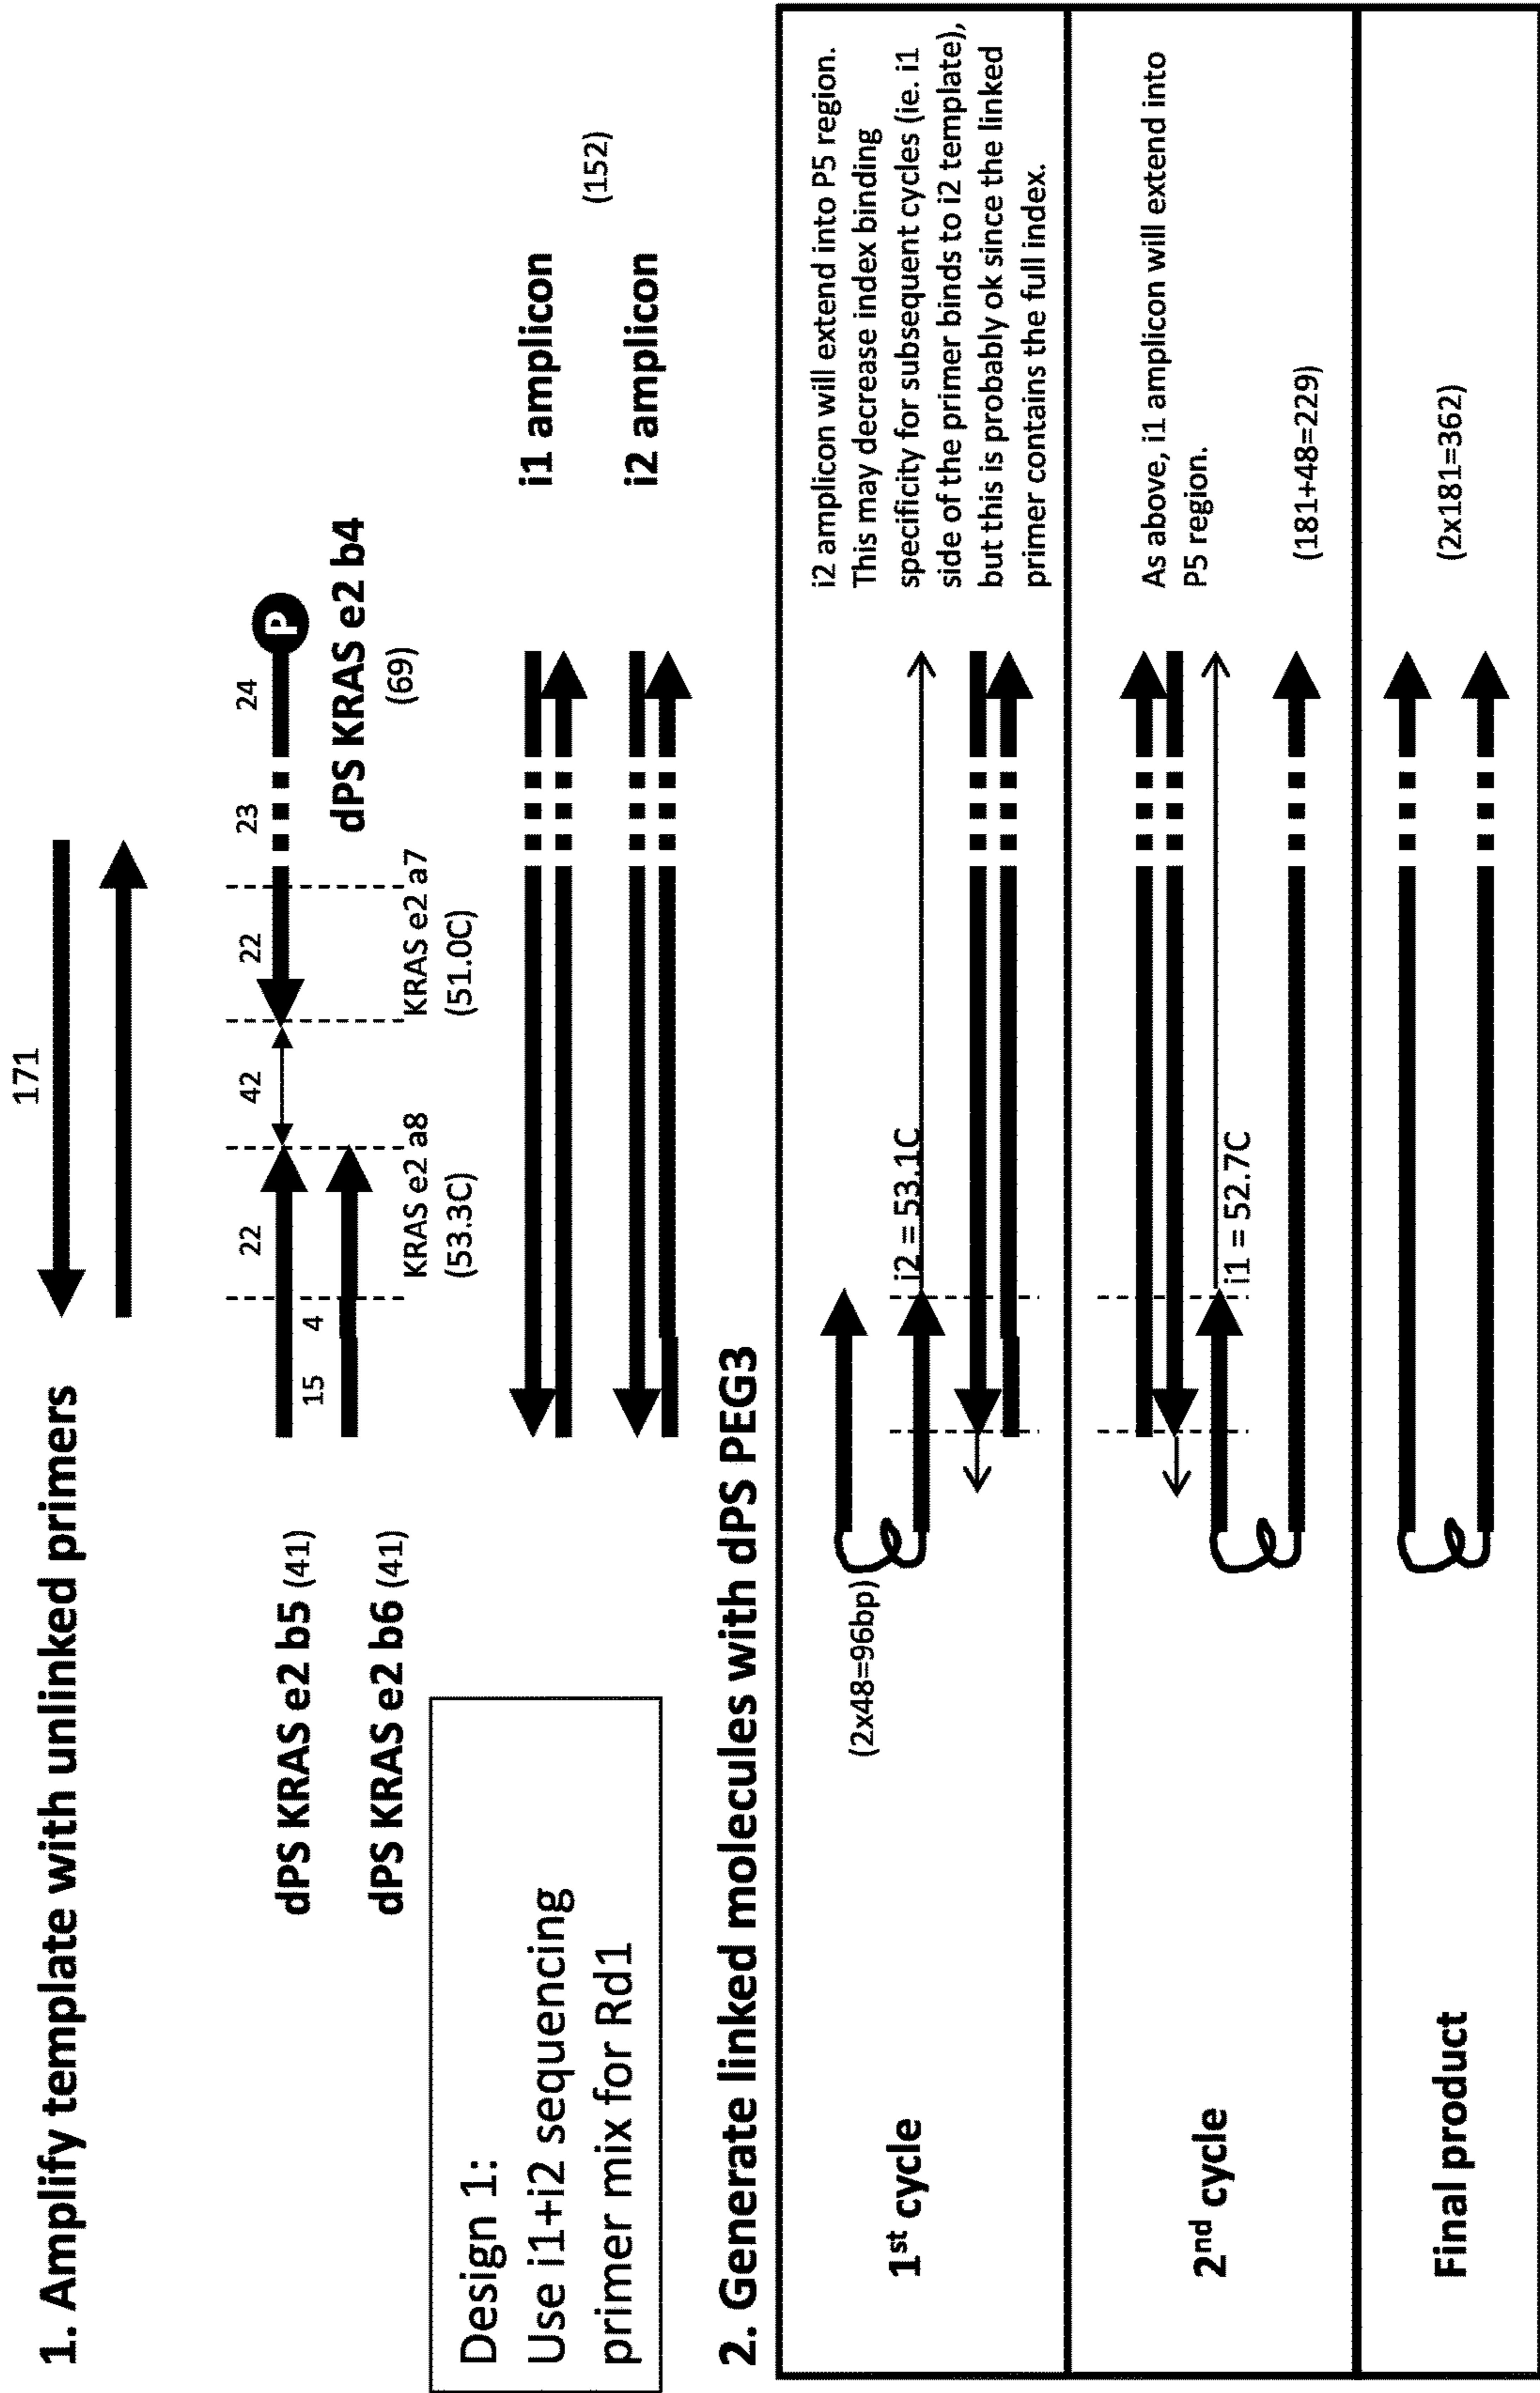 1. Amplify template with unlinked primers
171
dPS KRAS e2 b5 (41)
dPS KRAS e2 b6 (41)
15
4
22
42
22
23
24
P
KRAS e2 a8
(53.3C)
KRAS e2 a7
(51.0C)
dPS KRAS e2 b4
(69)
i1 amplicon
(152)
i2 amplicon
Design 1:
Use i1+i2 sequencing
primer mix for Rd1
2. Generate linked molecules with dPS PEG3
1st cycle
(2x48=96bp)
i2 = 53.1C
i2 amplicon will extend into P5 region.
This may decrease index binding
specificity for subsequent cycles (ie. i1
side of the primer binds to i2 template),
but this is probably ok since the linked
primer contains the full index.
2nd cycle
i1 = 52.7C
As above, i1 amplicon will extend into
P5 region.
(181+48=229)
Final product
(2x181=362)